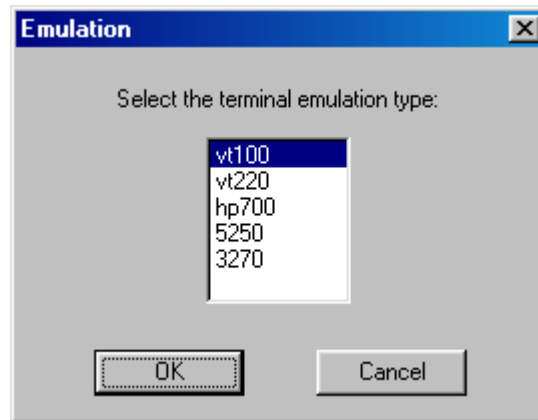 Emulation
Select the terminal emulation type:
vt100
vt220
hp700
5250
3270
OK Cancel